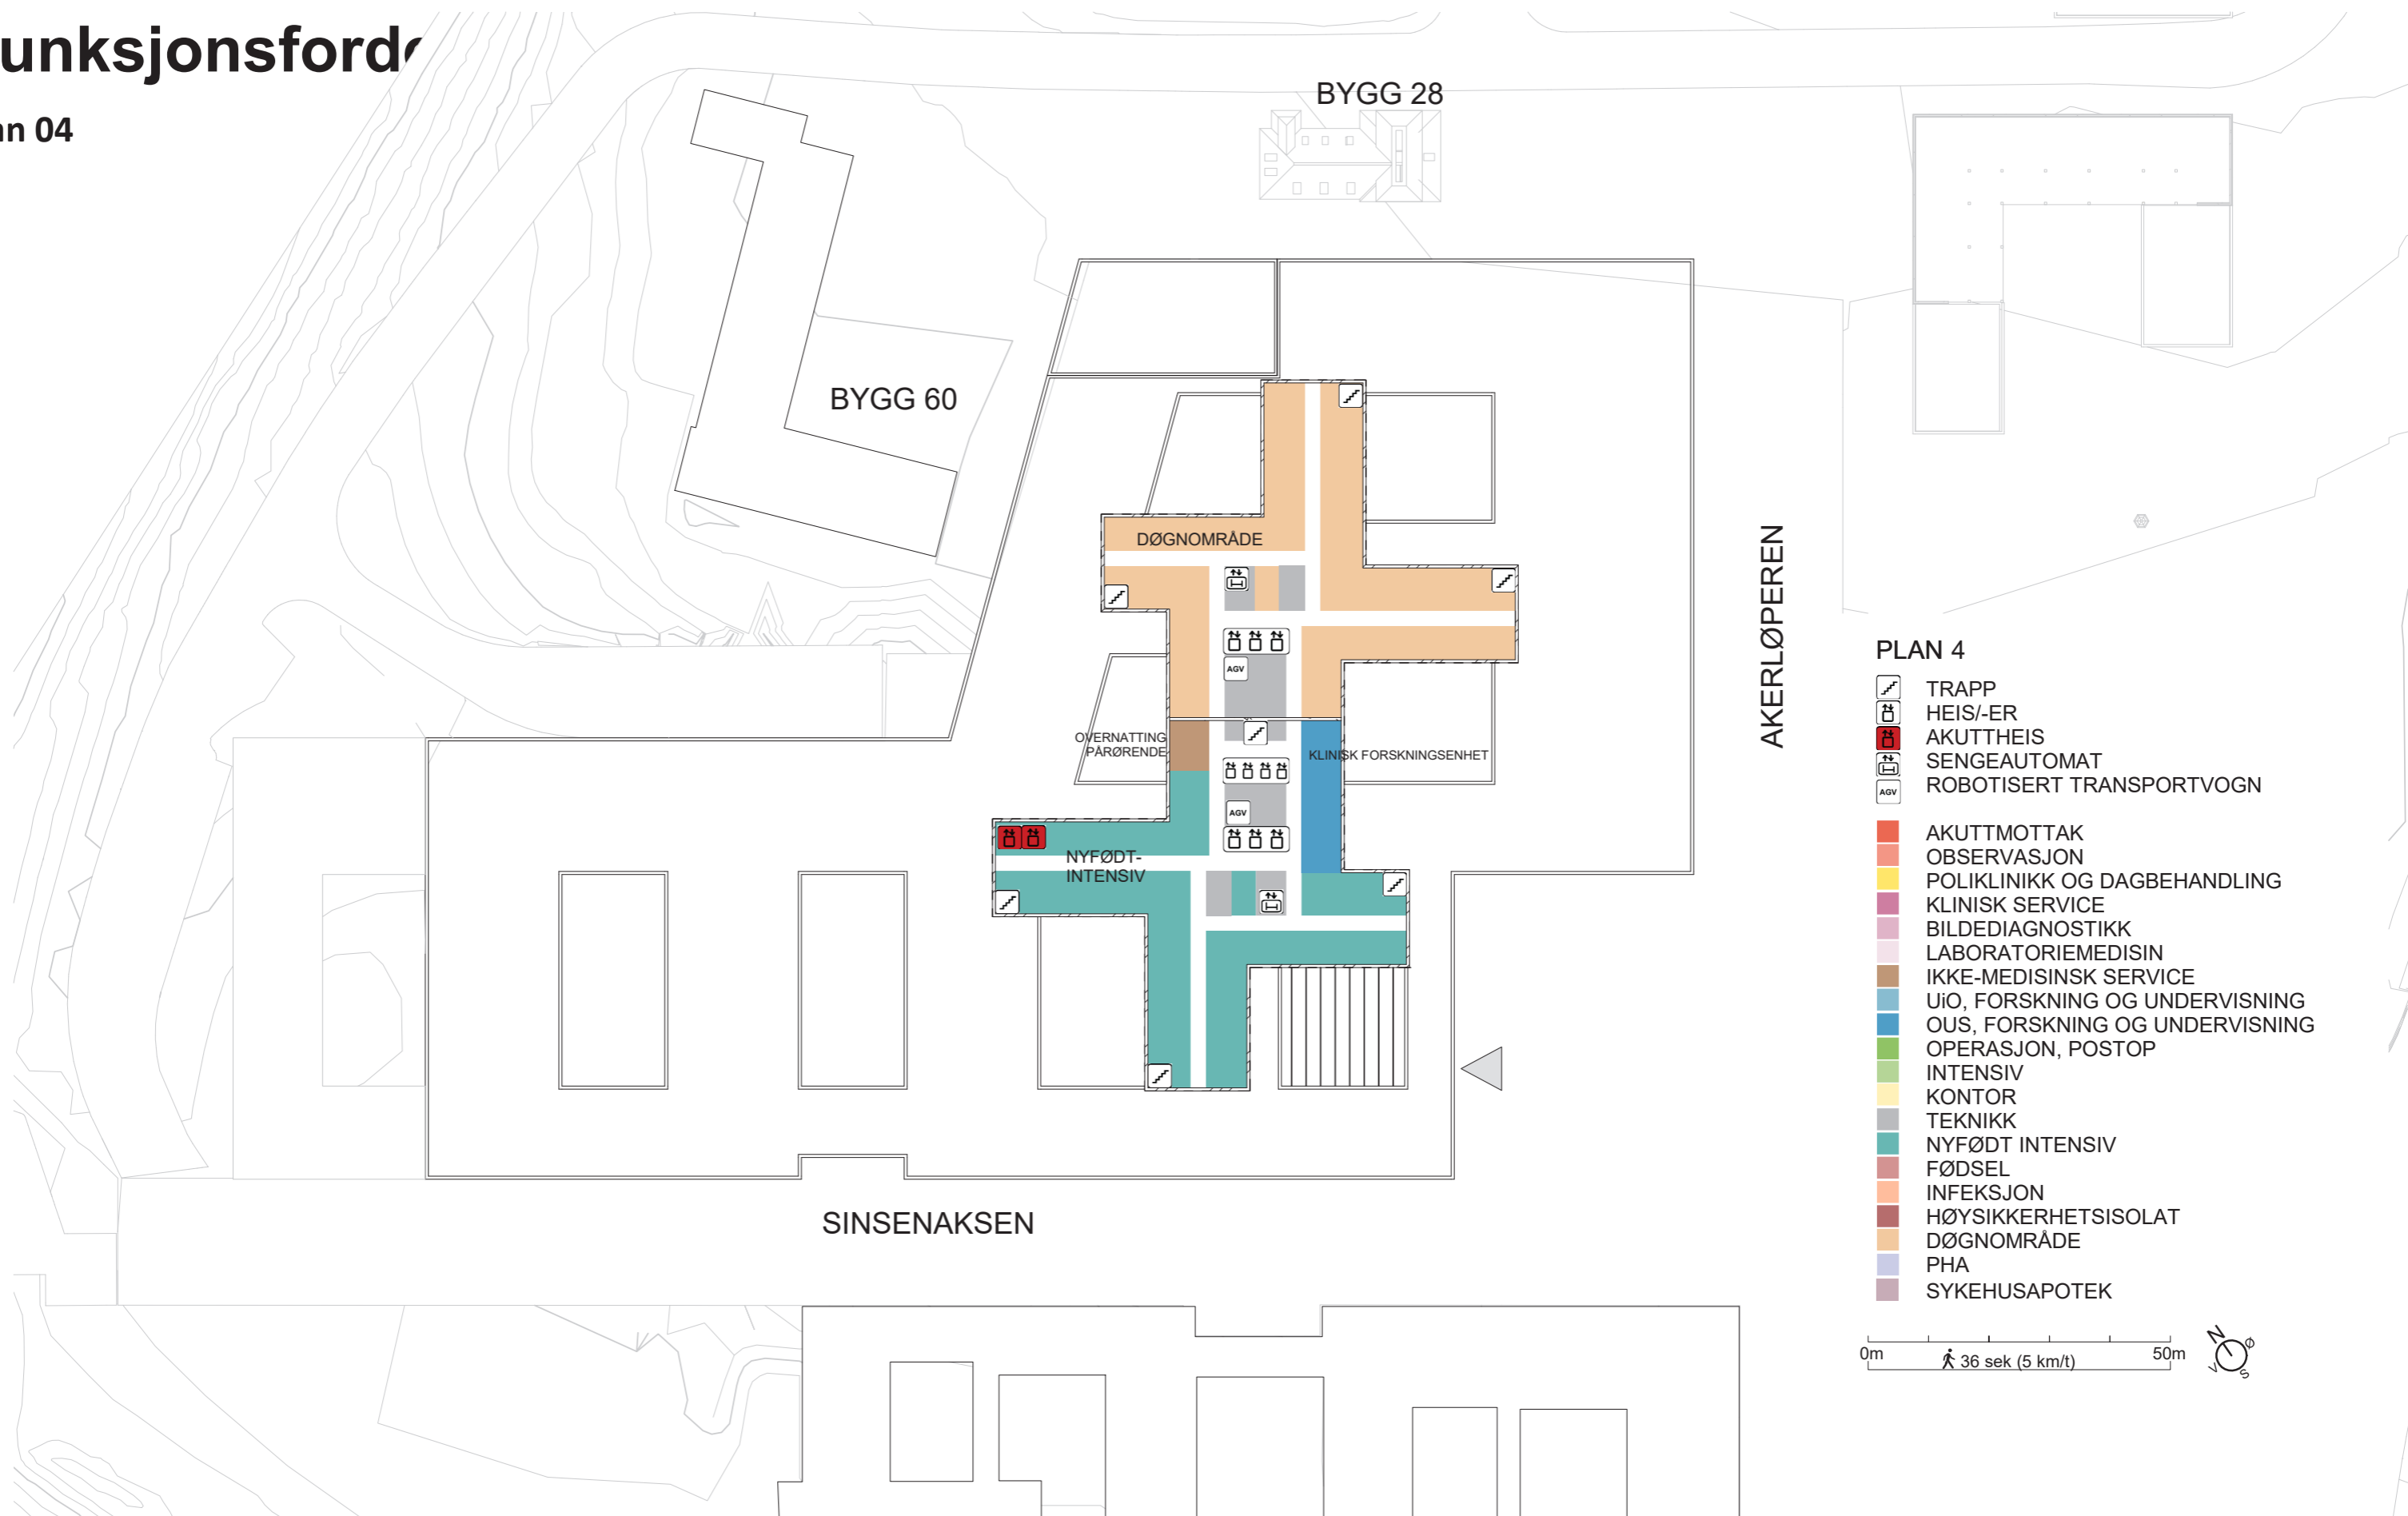 unksjonsforde
nn 04
BYGG 28
BYGG 60
DØGNOMRÅDE
AGV
OVERNATTING
PÅRØRENDE
KLINISK FORSKNINGSENHET
AGV
NYFØDT-
INTENSIV
AKERLØPEREN
SINSENAKSEN
PLAN 4
TRAPP
HEIS/-ER
AKUTTHEIS
SENGEAUTOMAT
AGV ROBOTISERT TRANSPORTVOGN
AKUTTMOTTAK
OBSERVASJON
POLIKLINIKK OG DAGBEHANDLING
KLINISK SERVICE
BILDEDIAGNOSTIKK
LABORATORIEMEDISIN
IKKE-MEDISINSK SERVICE
UiO, FORSKNING OG UNDERVISNING
OUS, FORSKNING OG UNDERVISNING
OPERASJON, POSTOP
INTENSIV
KONTOR
TEKNIKK
NYFØDT INTENSIV
FØDSEL
INFEKSJON
HØYSIKKERHETSISOLAT
DØGNOMRÅDE
PHA
SYKEHUSAPOTEK
0m 36 sek (5 km/t) 50m
N Ø V S